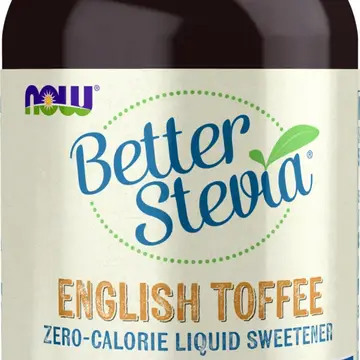 NOW
Better
Stevia®
ENGLISH TOFFEE
ZERO-CALORIE LIQUID SWEETENER